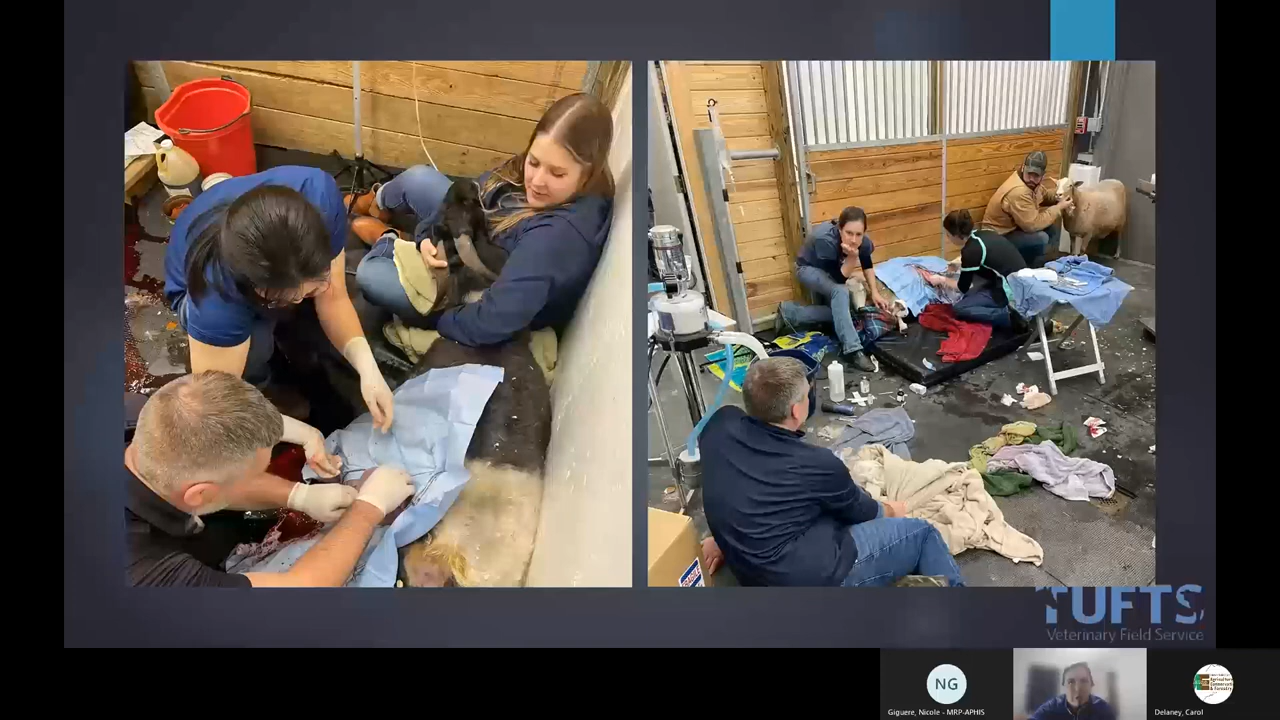 TUFTS
Veterinary Field Service
NG
Giguere, Nicole - MRP-APHIS
Delaney, Carol